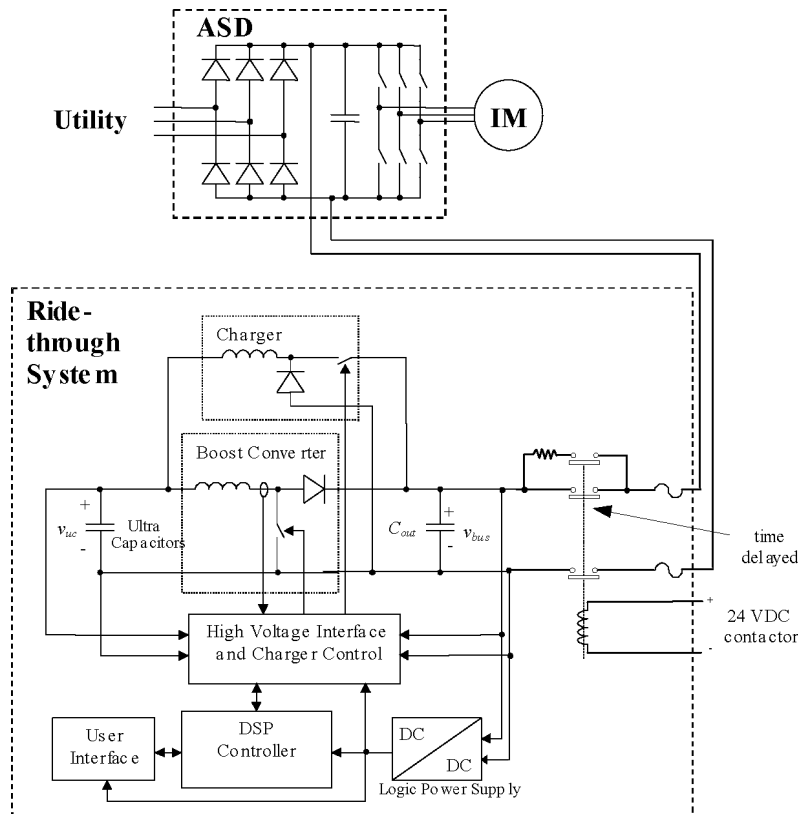 ASD
Utility
IM
Ride-
through
System
Charger
Boost Converter
+
v_uc
-
Ultra
Capacitors
C_out
+
v_bus
-
time
delayed
+
24 VDC
contactor
-
High Voltage Interface
and Charger Control
User
Interface
DSP
Controller
DC
DC
Logic Power Supply